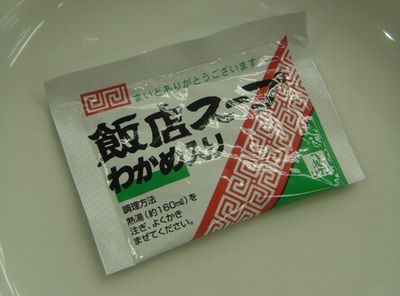 まいどありがとうございます
飯店スープ
わかめ入り
調理方法
熱湯(約160㎖)を
注ぎ、よくかき
まぜてください。